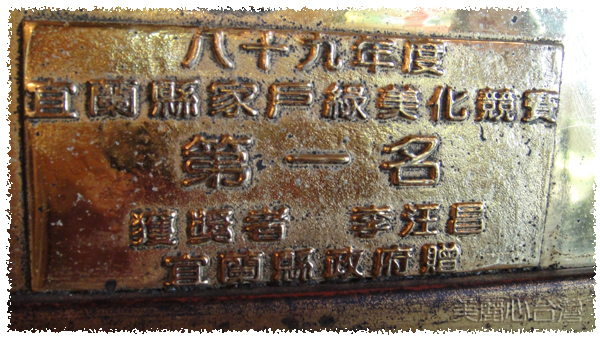 八十九年度
宜蘭縣家戶綠美化競賽
第一名
獲獎者 李汪昌
宜蘭縣政府贈
美麗心台灣